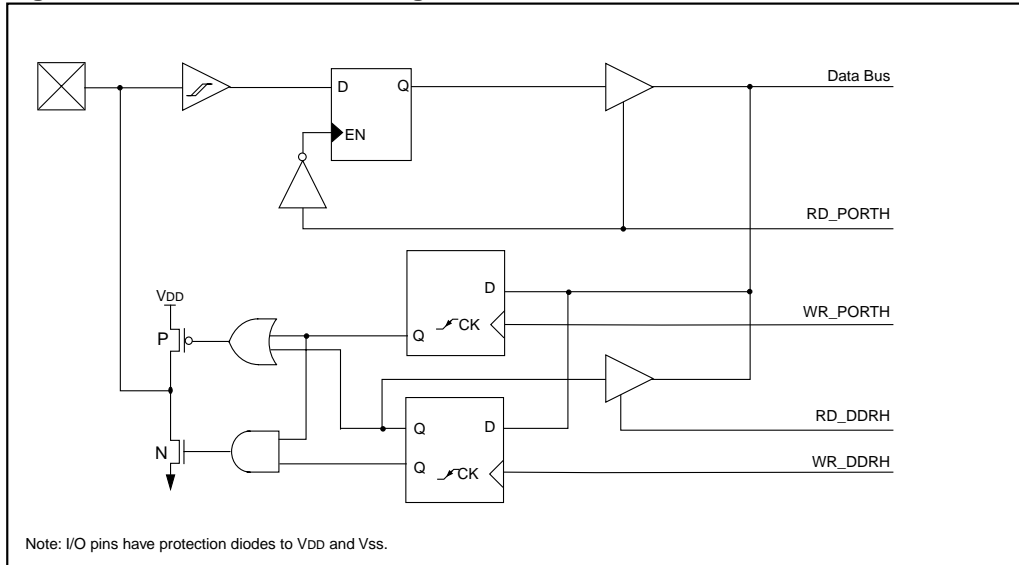 Data Bus
D
Q
EN
RD_PORTH
D
VDD
WR_PORTH
P
Q
CK
RD_DDRH
Q
D
N
Q
CK
WR_DDRH
Note: I/O pins have protection diodes to VDD and Vss.